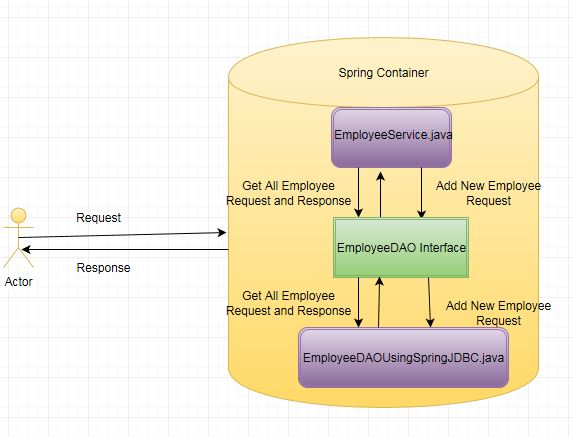 Spring Container
EmployeeService.java
Get All Employee
Request and Response
Add New Employee
Request
Request
EmployeeDAO Interface
Response
Actor
Get All Employee
Request and Response
Add New Employee
Request
EmployeeDAOUsingSpringJDBC.java